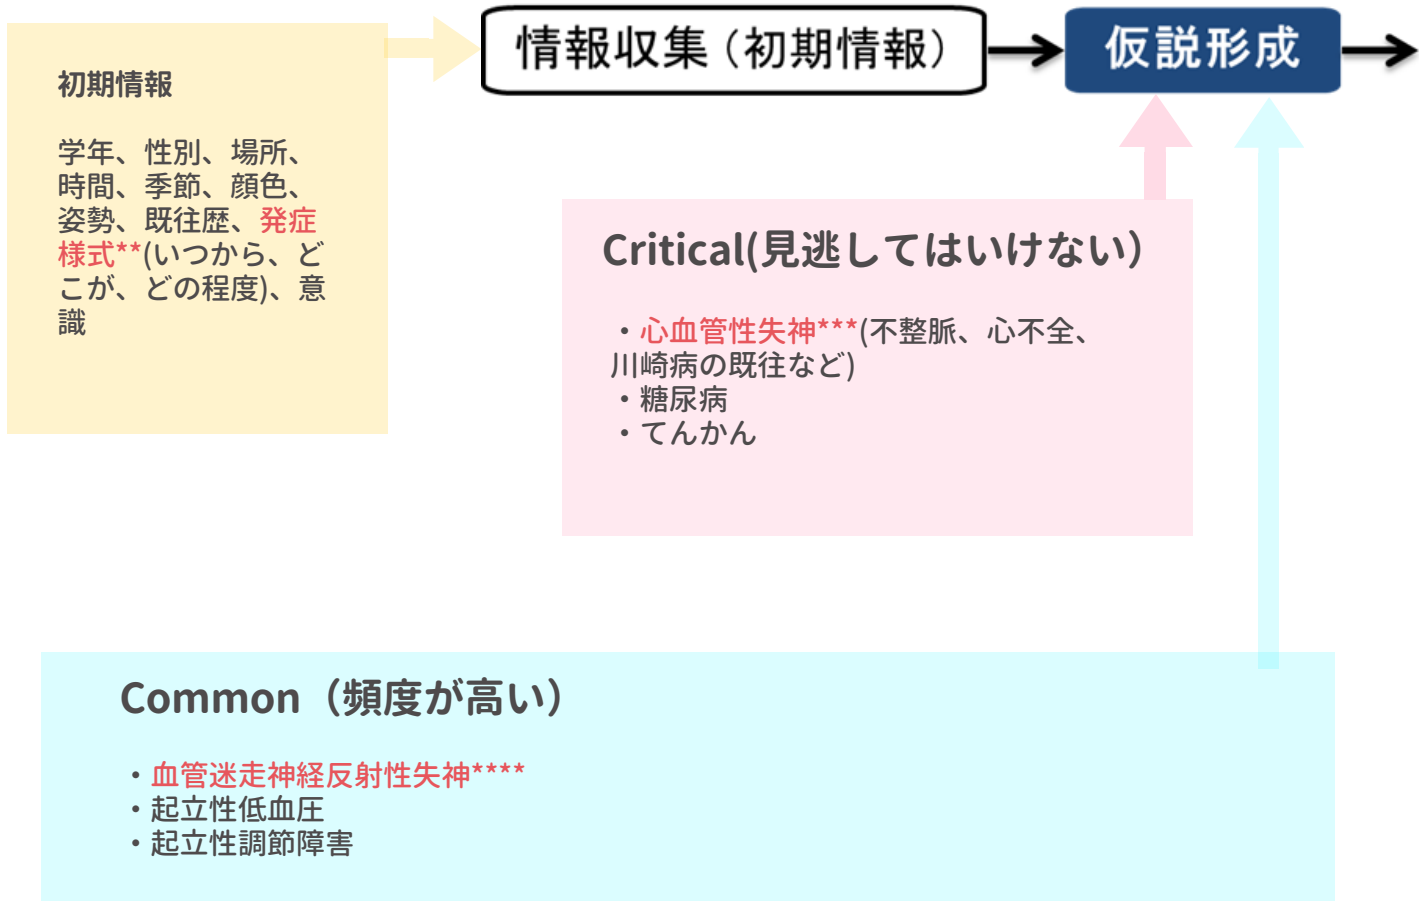 情報収集（初期情報）
仮説形成
初期情報
学年、性別、場所、
時間、季節、顔色、
姿勢、既往歴、発症
様式**(いつから、ど
こが、どの程度)、意
識
Critical(見逃してはいけない）
・心血管性失神***(不整脈、心不全、
川崎病の既往など)
・糖尿病
・てんかん
Common（頻度が高い）
・血管迷走神経反射性失神****
・起立性低血圧
・起立性調節障害